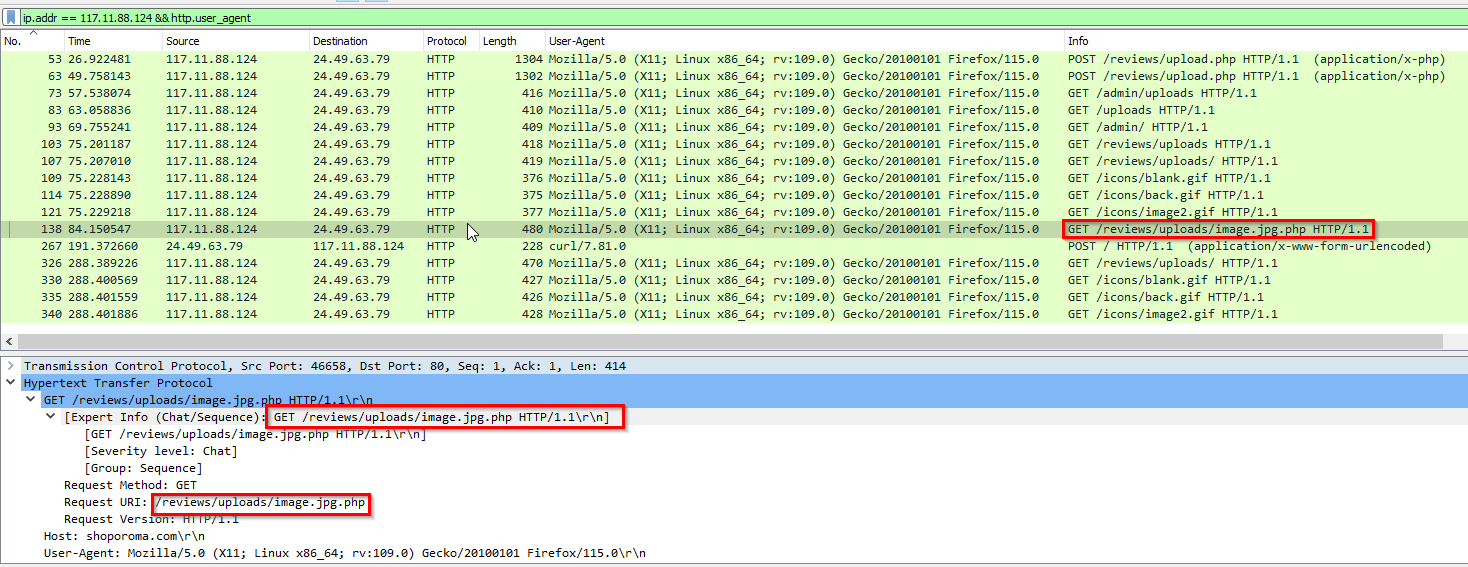 ip.addr == 117.11.88.124 && http.user_agent
No. Time Source Destination Protocol Length User-Agent Info
53 26.922481 117.11.88.124 24.49.63.79 HTTP 1304 Mozilla/5.0 (X11; Linux x86_64; rv:109.0) Gecko/20100101 Firefox/115.0 POST /reviews/upload.php HTTP/1.1 (application/x-php)
63 49.758143 117.11.88.124 24.49.63.79 HTTP 1302 Mozilla/5.0 (X11; Linux x86_64; rv:109.0) Gecko/20100101 Firefox/115.0 POST /reviews/upload.php HTTP/1.1 (application/x-php)
73 57.538074 117.11.88.124 24.49.63.79 HTTP 416 Mozilla/5.0 (X11; Linux x86_64; rv:109.0) Gecko/20100101 Firefox/115.0 GET /admin/uploads HTTP/1.1
83 63.058836 117.11.88.124 24.49.63.79 HTTP 410 Mozilla/5.0 (X11; Linux x86_64; rv:109.0) Gecko/20100101 Firefox/115.0 GET /uploads HTTP/1.1
93 69.755241 117.11.88.124 24.49.63.79 HTTP 409 Mozilla/5.0 (X11; Linux x86_64; rv:109.0) Gecko/20100101 Firefox/115.0 GET /admin/ HTTP/1.1
103 75.201187 117.11.88.124 24.49.63.79 HTTP 418 Mozilla/5.0 (X11; Linux x86_64; rv:109.0) Gecko/20100101 Firefox/115.0 GET /reviews/uploads HTTP/1.1
107 75.207010 117.11.88.124 24.49.63.79 HTTP 419 Mozilla/5.0 (X11; Linux x86_64; rv:109.0) Gecko/20100101 Firefox/115.0 GET /reviews/uploads/ HTTP/1.1
109 75.228143 117.11.88.124 24.49.63.79 HTTP 376 Mozilla/5.0 (X11; Linux x86_64; rv:109.0) Gecko/20100101 Firefox/115.0 GET /icons/blank.gif HTTP/1.1
114 75.228890 117.11.88.124 24.49.63.79 HTTP 375 Mozilla/5.0 (X11; Linux x86_64; rv:109.0) Gecko/20100101 Firefox/115.0 GET /icons/back.gif HTTP/1.1
121 75.229218 117.11.88.124 24.49.63.79 HTTP 377 Mozilla/5.0 (X11; Linux x86_64; rv:109.0) Gecko/20100101 Firefox/115.0 GET /icons/image2.gif HTTP/1.1
138 84.150547 117.11.88.124 24.49.63.79 HTTP 480 Mozilla/5.0 (X11; Linux x86_64; rv:109.0) Gecko/20100101 Firefox/115.0 GET /reviews/uploads/image.jpg.php HTTP/1.1
267 191.372660 24.49.63.79 117.11.88.124 HTTP 228 curl/7.81.0 POST / HTTP/1.1 (application/x-www-form-urlencoded)
326 288.389226 117.11.88.124 24.49.63.79 HTTP 470 Mozilla/5.0 (X11; Linux x86_64; rv:109.0) Gecko/20100101 Firefox/115.0 GET /reviews/uploads/ HTTP/1.1
330 288.400569 117.11.88.124 24.49.63.79 HTTP 427 Mozilla/5.0 (X11; Linux x86_64; rv:109.0) Gecko/20100101 Firefox/115.0 GET /icons/blank.gif HTTP/1.1
335 288.401559 117.11.88.124 24.49.63.79 HTTP 426 Mozilla/5.0 (X11; Linux x86_64; rv:109.0) Gecko/20100101 Firefox/115.0 GET /icons/back.gif HTTP/1.1
340 288.401886 117.11.88.124 24.49.63.79 HTTP 428 Mozilla/5.0 (X11; Linux x86_64; rv:109.0) Gecko/20100101 Firefox/115.0 GET /icons/image2.gif HTTP/1.1
Transmission Control Protocol, Src Port: 46658, Dst Port: 80, Seq: 1, Ack: 1, Len: 414
Hypertext Transfer Protocol
GET /reviews/uploads/image.jpg.php HTTP/1.1\r\n
[Expert Info (Chat/Sequence): GET /reviews/uploads/image.jpg.php HTTP/1.1\r\n]
[GET /reviews/uploads/image.jpg.php HTTP/1.1\r\n]
[Severity level: Chat]
[Group: Sequence]
Request Method: GET
Request URI: /reviews/uploads/image.jpg.php
Request Version: HTTP/1.1
Host: shoporoma.com\r\n
User-Agent: Mozilla/5.0 (X11; Linux x86_64; rv:109.0) Gecko/20100101 Firefox/115.0\r\n